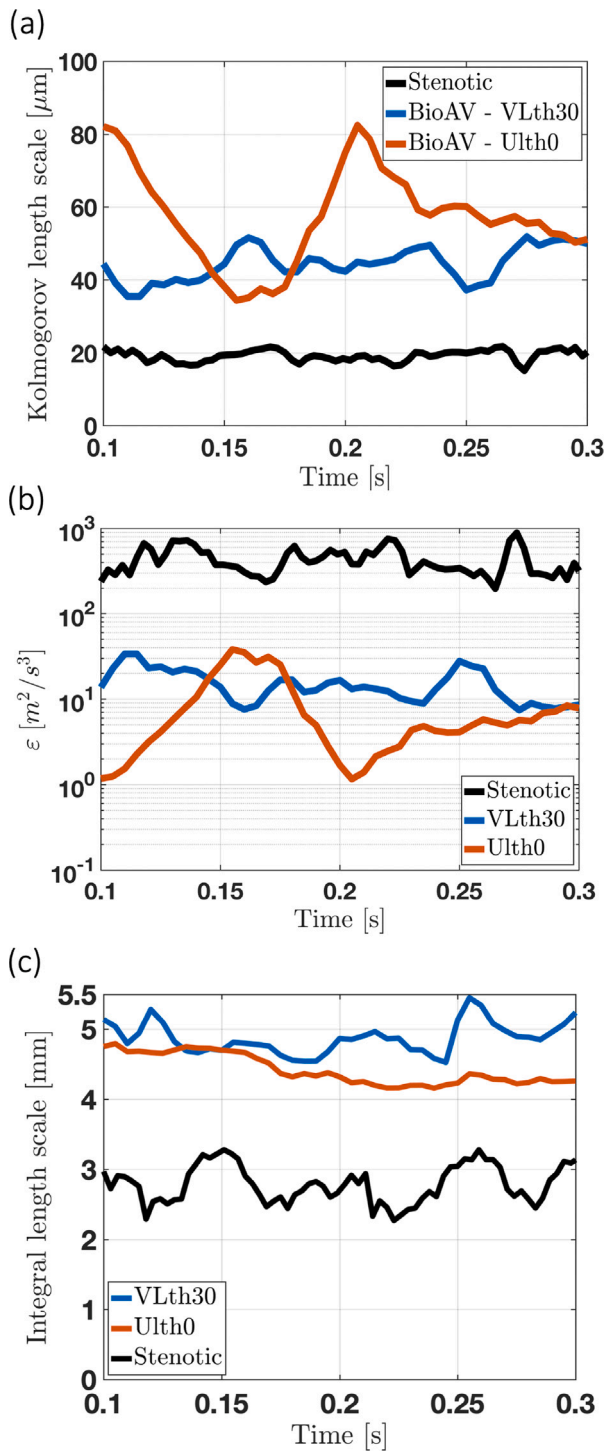 (a)
Kolmogorov length scale [μm]
100
80
60
40
20
0
Stenotic
BioAV - VLth30
BioAV - Ulth0
0.1 0.15 0.2 0.25 0.3
Time [s]
(b)
ε [m²/s³]
10³
10²
10¹
10⁰
10⁻¹
Stenotic
VLth30
Ulth0
0.1 0.15 0.2 0.25 0.3
Time [s]
(c)
Integral length scale [mm]
5.5
5
4
3
2
1
0
VLth30
Ulth0
Stenotic
0.1 0.15 0.2 0.25 0.3
Time [s]